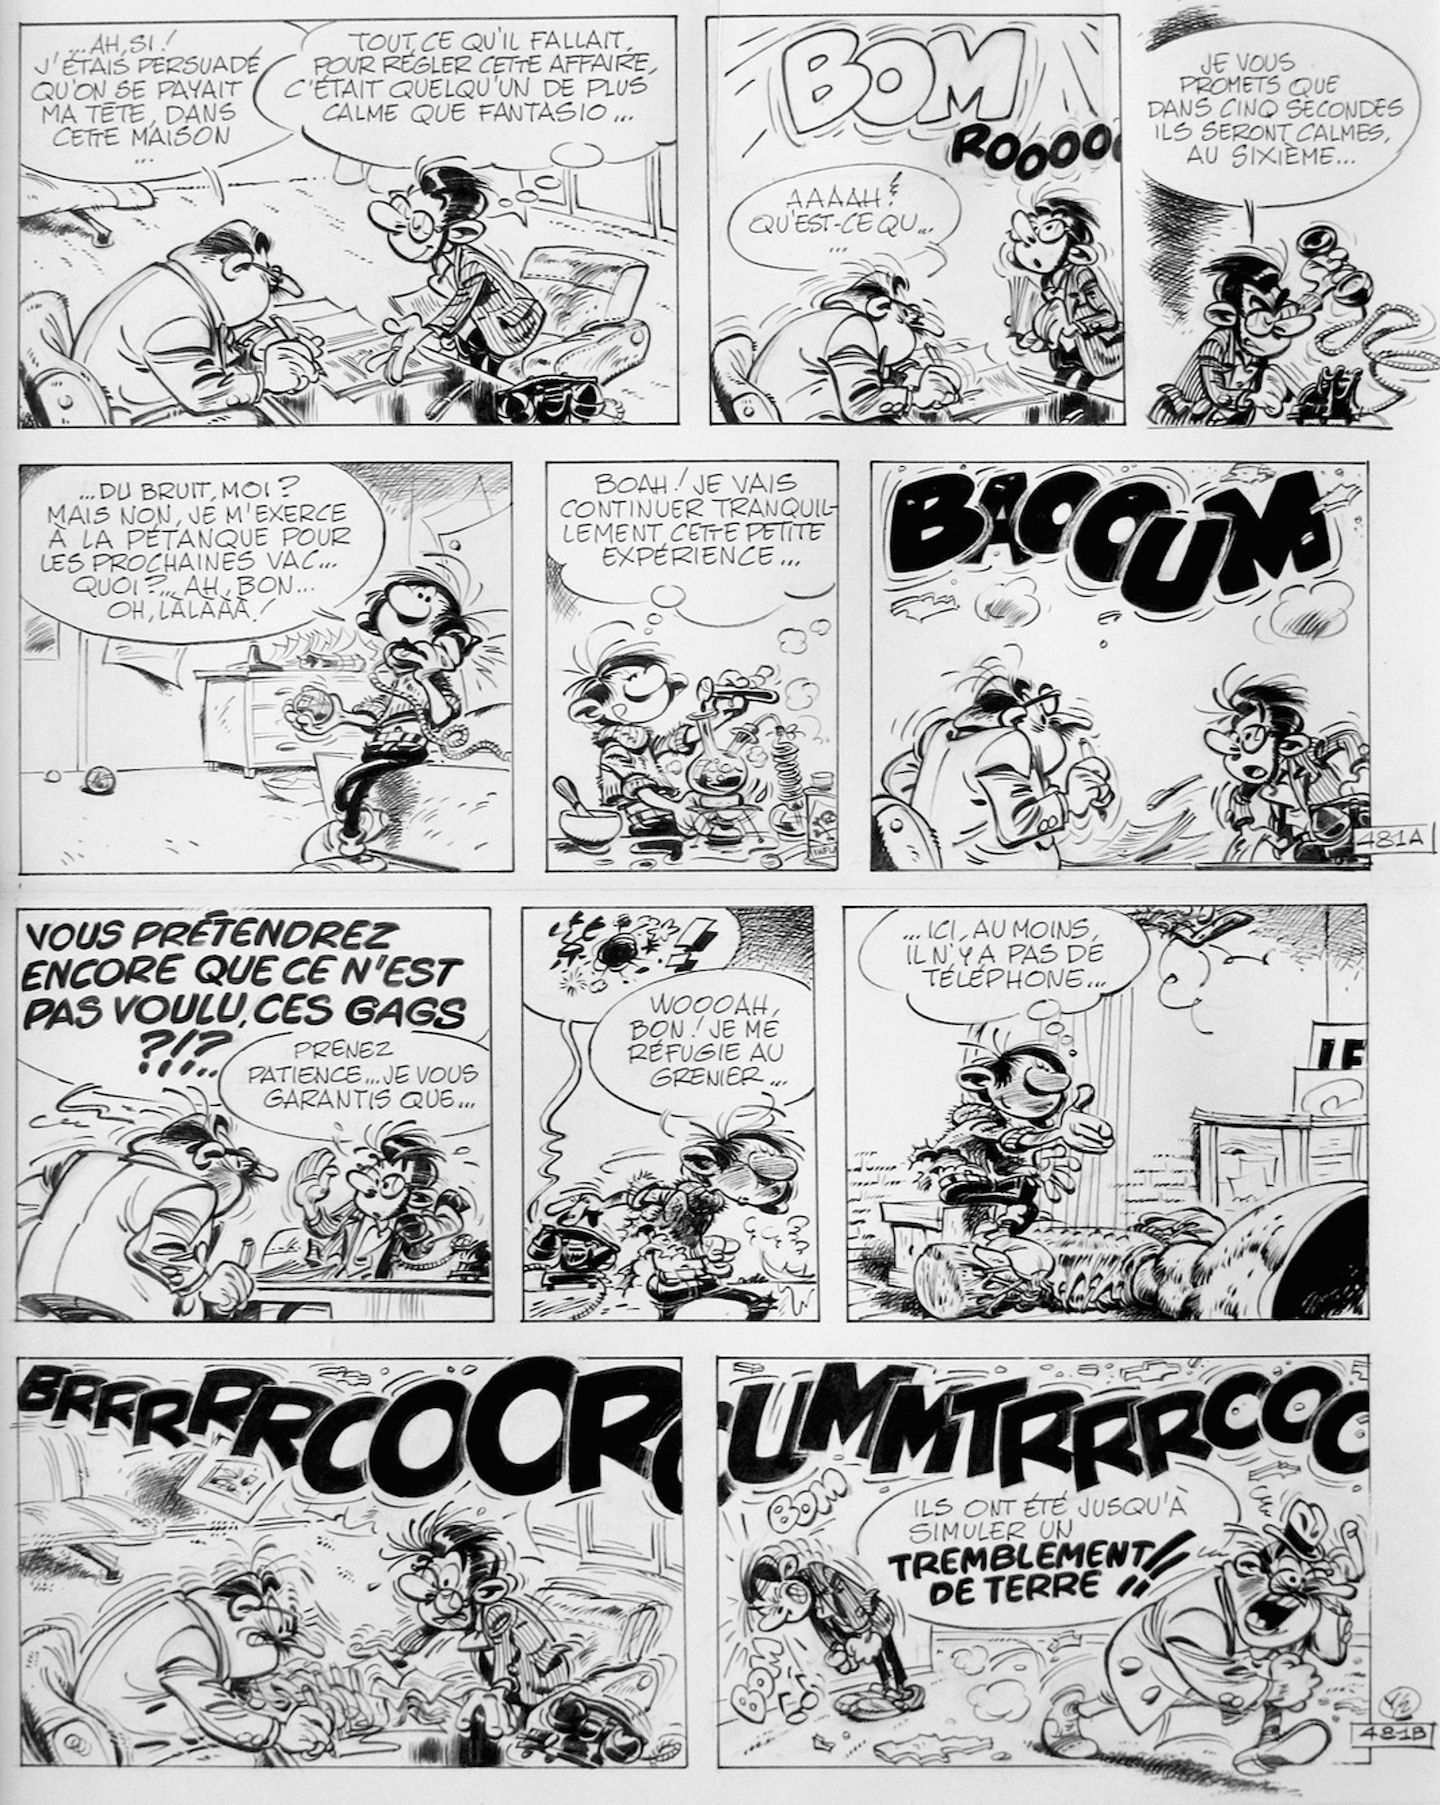 ...AH, SI !
J'ÉTAIS PERSUADÉ
QU'ON SE PAYAIT
MA TÊTE, DANS
CETTE MAISON
...
TOUT CE QU'IL FALLAIT,
POUR RÉGLER CETTE AFFAIRE,
C'ÉTAIT QUELQU'UN DE PLUS
CALME QUE FANTASIO...
BOM
ROOOOO
AAAAH !
QU'EST-CE QU...
...
JE VOUS
PROMETS QUE
DANS CINQ SECONDES
ILS SERONT CALMES,
AU SIXIÈME...
...DU BRUIT, MOI ?
MAIS NON, JE M'EXERCE
À LA PÉTANQUE POUR
LES PROCHAINES VAC...
QUOI ?... AH, BON...
OH, LÀLÀÀÀ !
BOAH ! JE VAIS
CONTINUER TRANQUIL-
LEMENT CETTE PETITE
EXPÉRIENCE...
BAOOUM
481A
VOUS PRÉTENDREZ
ENCORE QUE CE N'EST
PAS VOULU, CES GAGS
?!?..
PRENEZ
PATIENCE... JE VOUS
GARANTIS QUE...
WOOOAH,
BON ! JE ME
RÉFUGIE AU
GRENIER...
...ICI, AU MOINS,
IL N'Y A PAS DE
TÉLÉPHONE...
BRRRRRROOORO
OUMMTRRRROOO
BOM
ILS ONT ÉTÉ JUSQU'À
SIMULER UN
TREMBLEMENT
DE TERRE !!
BOM
481B